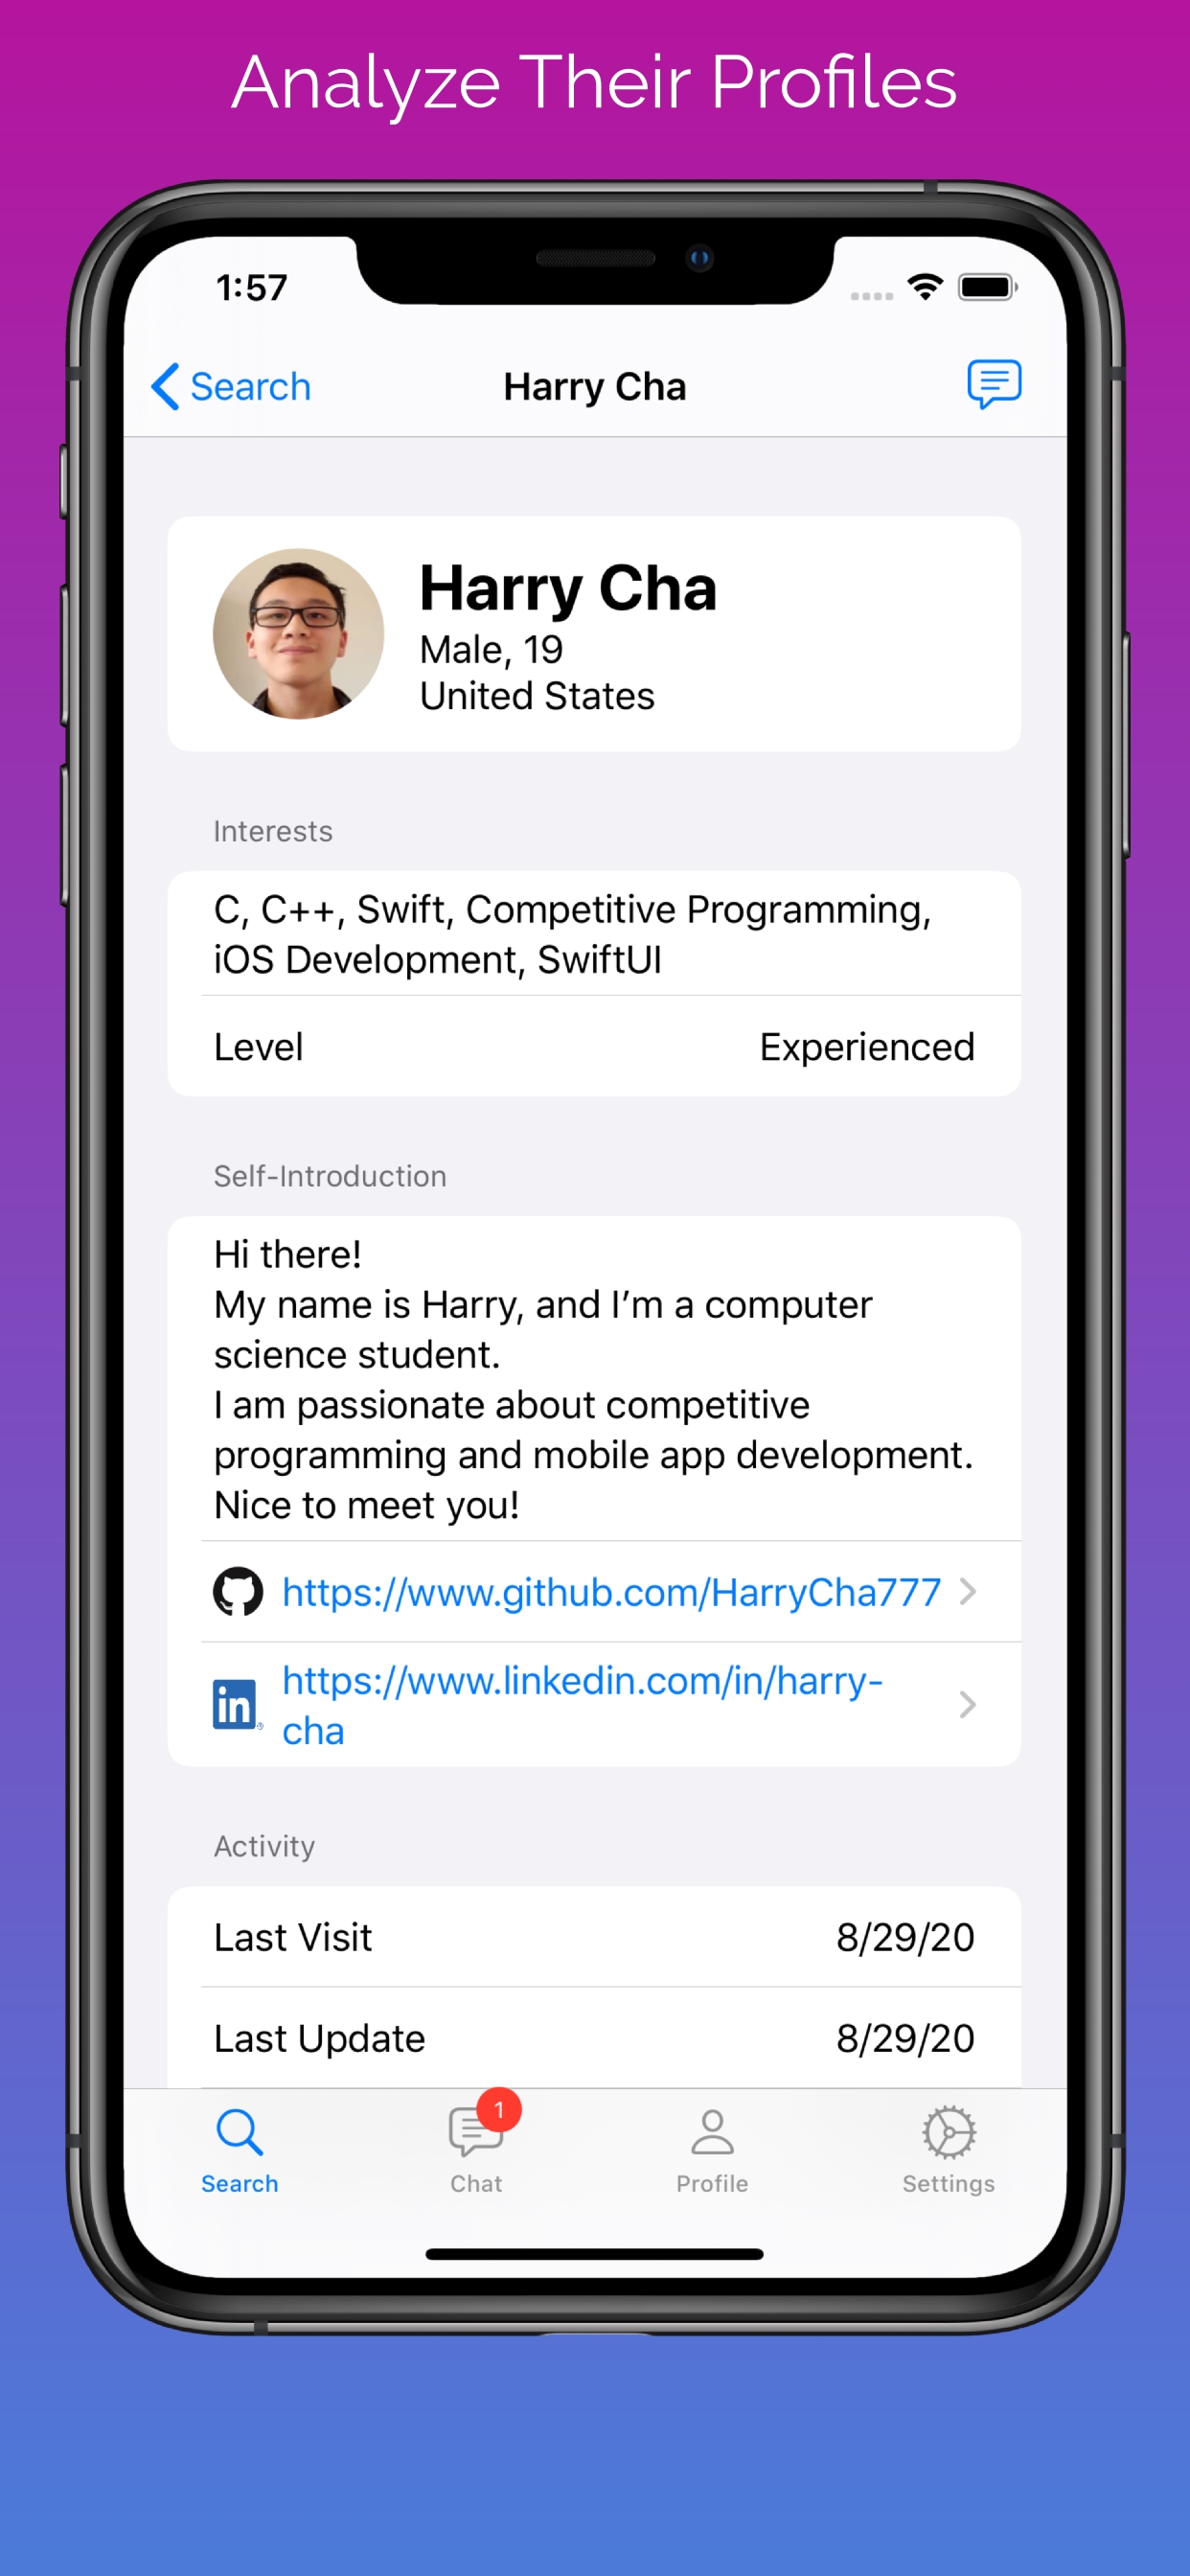 Analyze Their Profiles
1:57
Search
Harry Cha
Harry Cha
Male, 19
United States
Interests
C, C++, Swift, Competitive Programming,
iOS Development, SwiftUI
Level Experienced
Self-Introduction
Hi there!
My name is Harry, and I’m a computer
science student.
I am passionate about competitive
programming and mobile app development.
Nice to meet you!
https://www.github.com/HarryCha777
in
https://www.linkedin.com/in/harry-
cha
Activity
Last Visit 8/29/20
Last Update 8/29/20
1
Search Chat Profile Settings